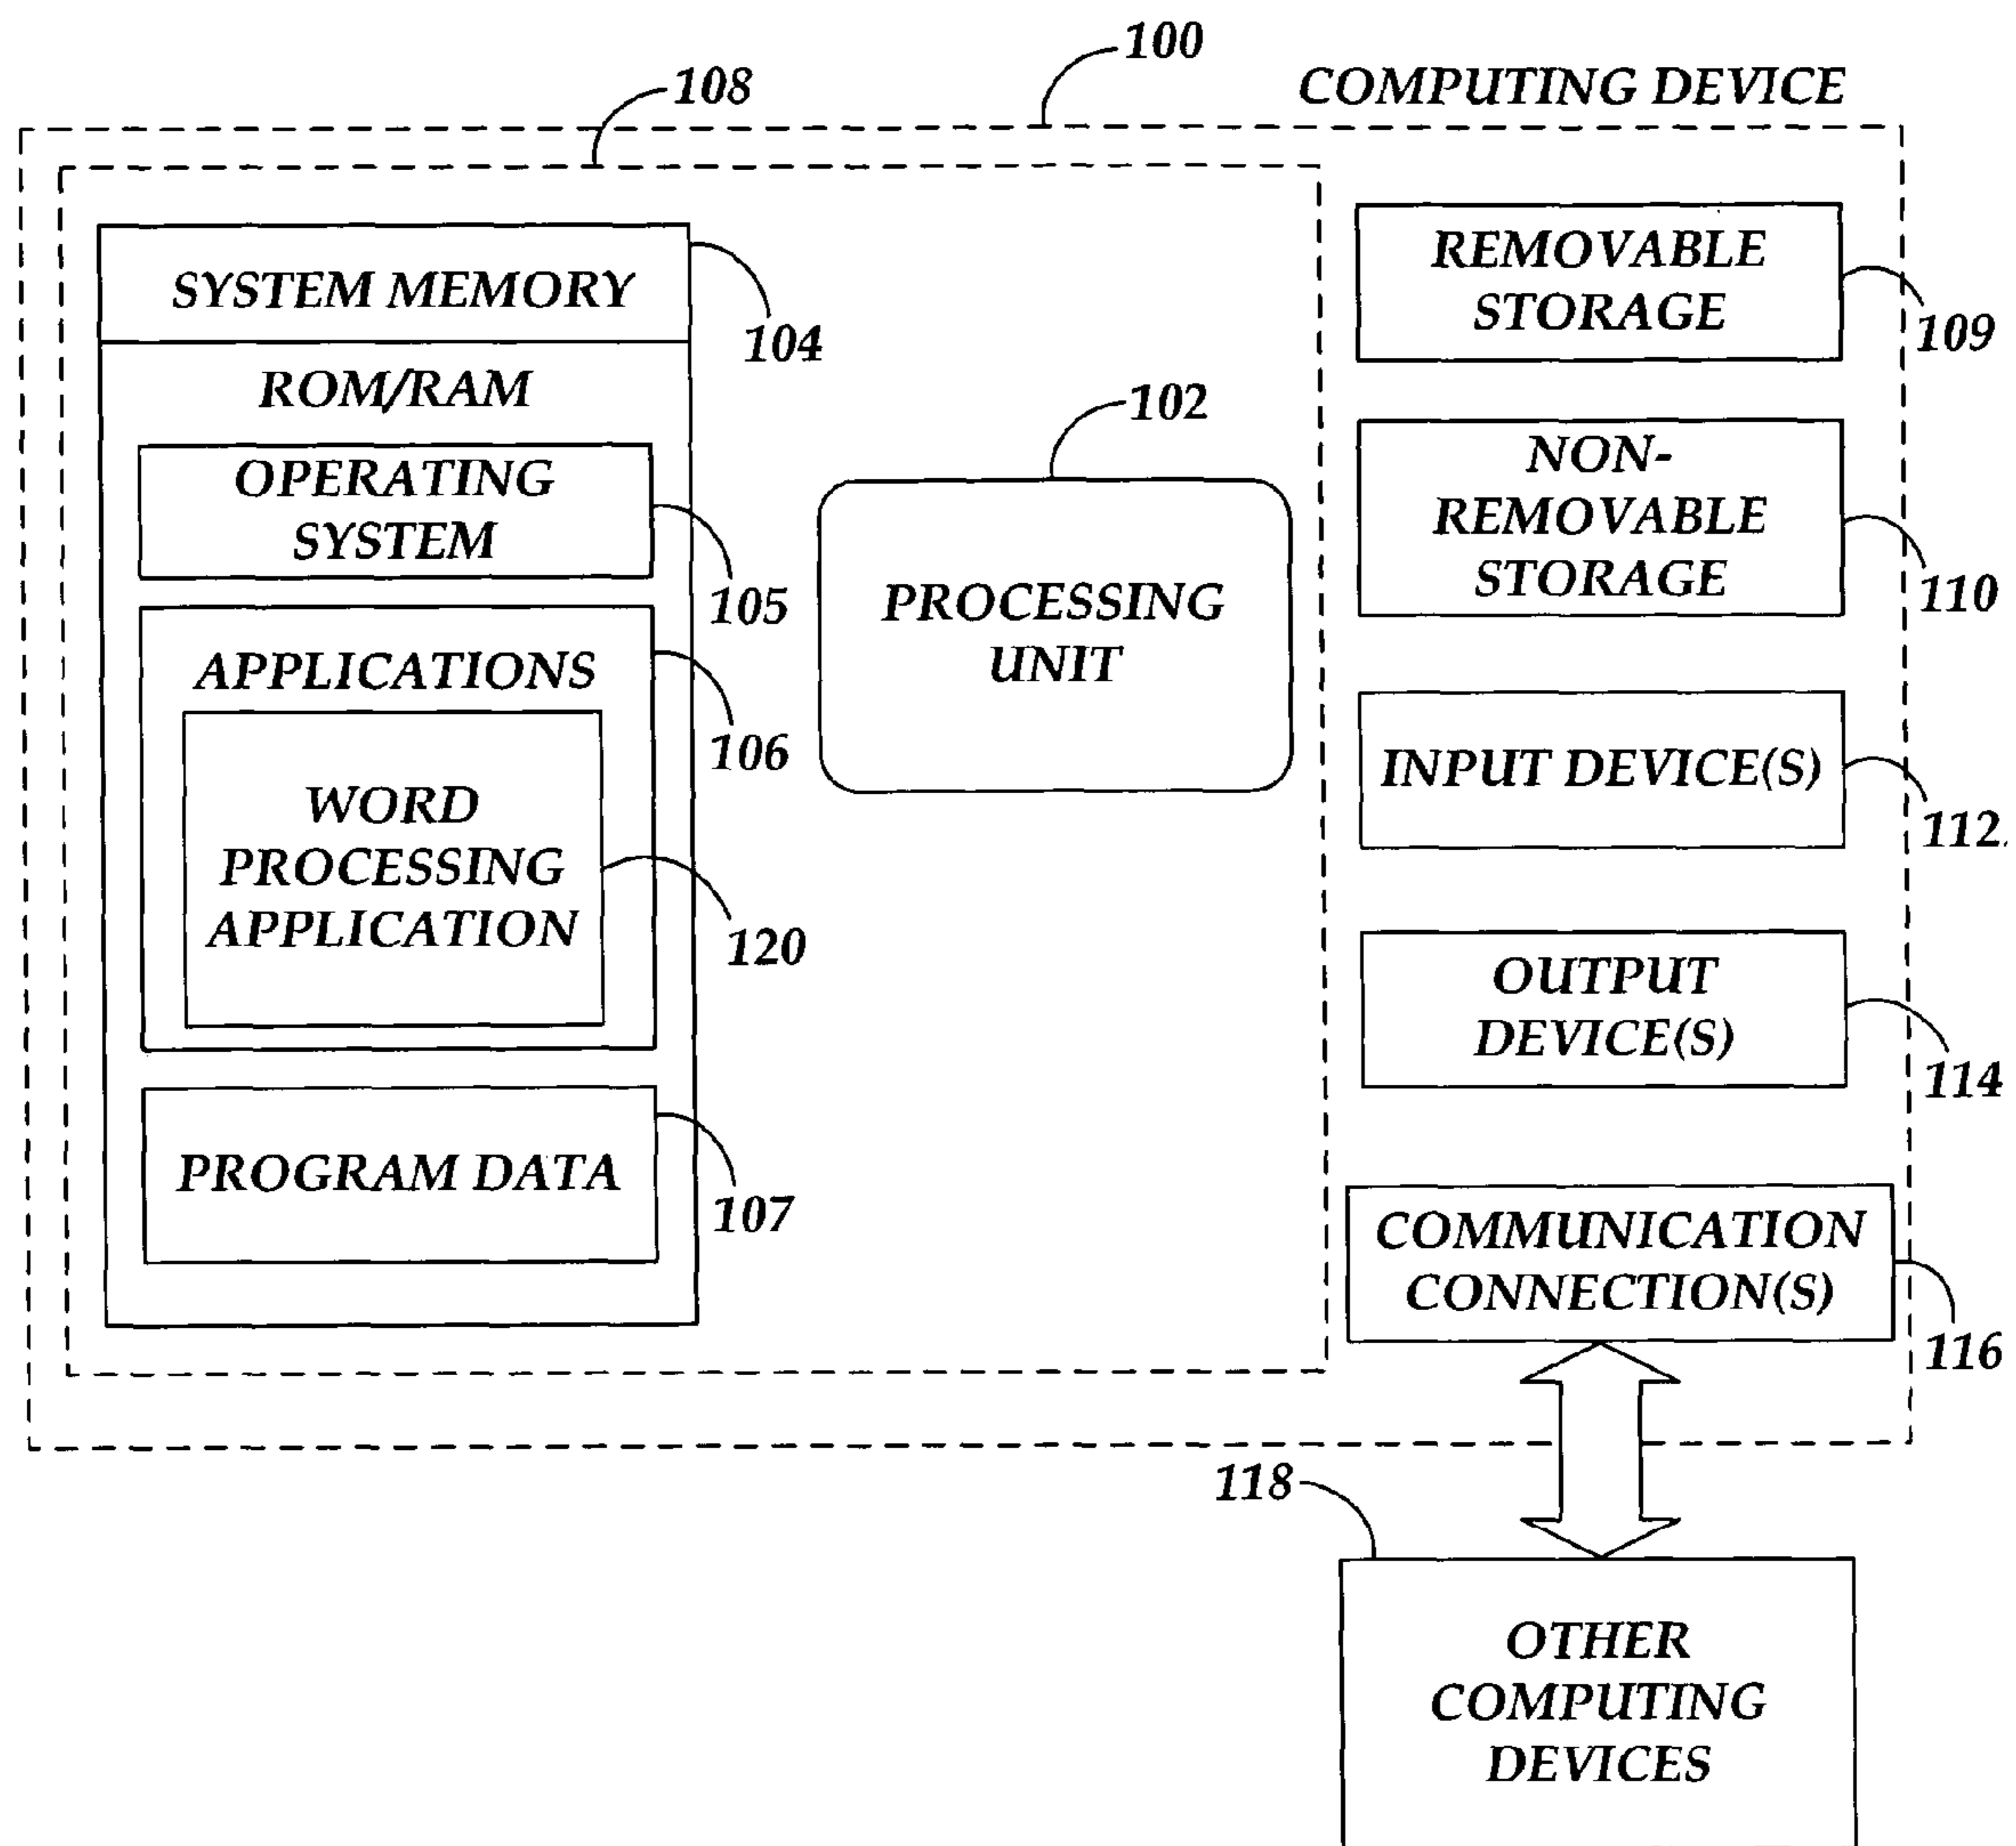 100
COMPUTING DEVICE
108
SYSTEM MEMORY
104
ROM/RAM
OPERATING
SYSTEM
105
APPLICATIONS
106
WORD
PROCESSING
APPLICATION
120
PROGRAM DATA
107
102
PROCESSING
UNIT
REMOVABLE
STORAGE
109
NON-
REMOVABLE
STORAGE
110
INPUT DEVICE(S)
112
OUTPUT
DEVICE(S)
114
COMMUNICATION
CONNECTION(S)
116
118
OTHER
COMPUTING
DEVICES